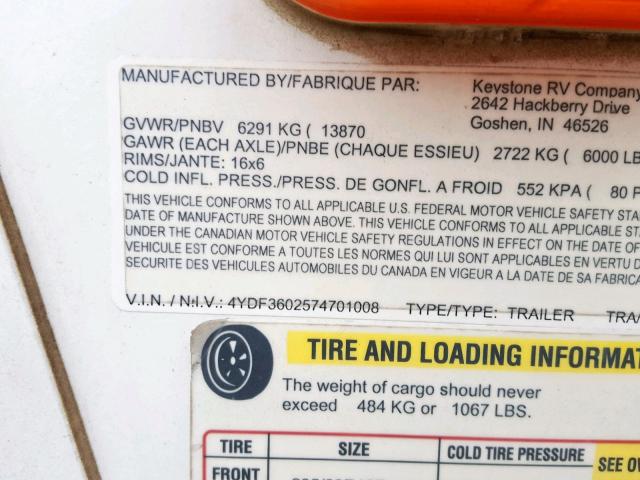 MANUFACTURED BY/FABRIQUE PAR: Keystone RV Company
2642 Hackberry Drive
GVWR/PNBV 6291 KG ( 13870 Goshen, IN 46526
GAWR (EACH AXLE)/PNBE (CHAQUE ESSIEU) 2722 KG ( 6000 LB
RIMS/JANTE: 16x6
COLD INFL. PRESS./PRESS. DE GONFL. A FROID 552 KPA ( 80 P
THIS VEHICLE CONFORMS TO ALL APPLICABLE U.S. FEDERAL MOTOR VEHICLE SAFETY STA
DATE OF MANUFACTURE SHOWN ABOVE. THIS VEHICLE CONFORMS TO ALL APPLICABLE ST
UNDER THE CANADIAN MOTOR VEHICLE SAFETY REGULATIONS IN EFFECT ON THE DATE OF
VEHICULE EST CONFORME A TOUTES LES NORMES QUI LUI SONT APPLICABLES EN VERTU D
SECURITE DES VEHICULES AUTOMOBILES DU CANADA EN VIGEUR A LA DATE DE SA FABRICA
V.I.N. / N.I.V.: 4YDF3602574701008 TYPE/TYPE: TRAILER TRA/
TIRE AND LOADING INFORMAT
The weight of cargo should never
exceed 484 KG or 1067 LBS.
TIRE SIZE COLD TIRE PRESSURE SEE OW
FRONT